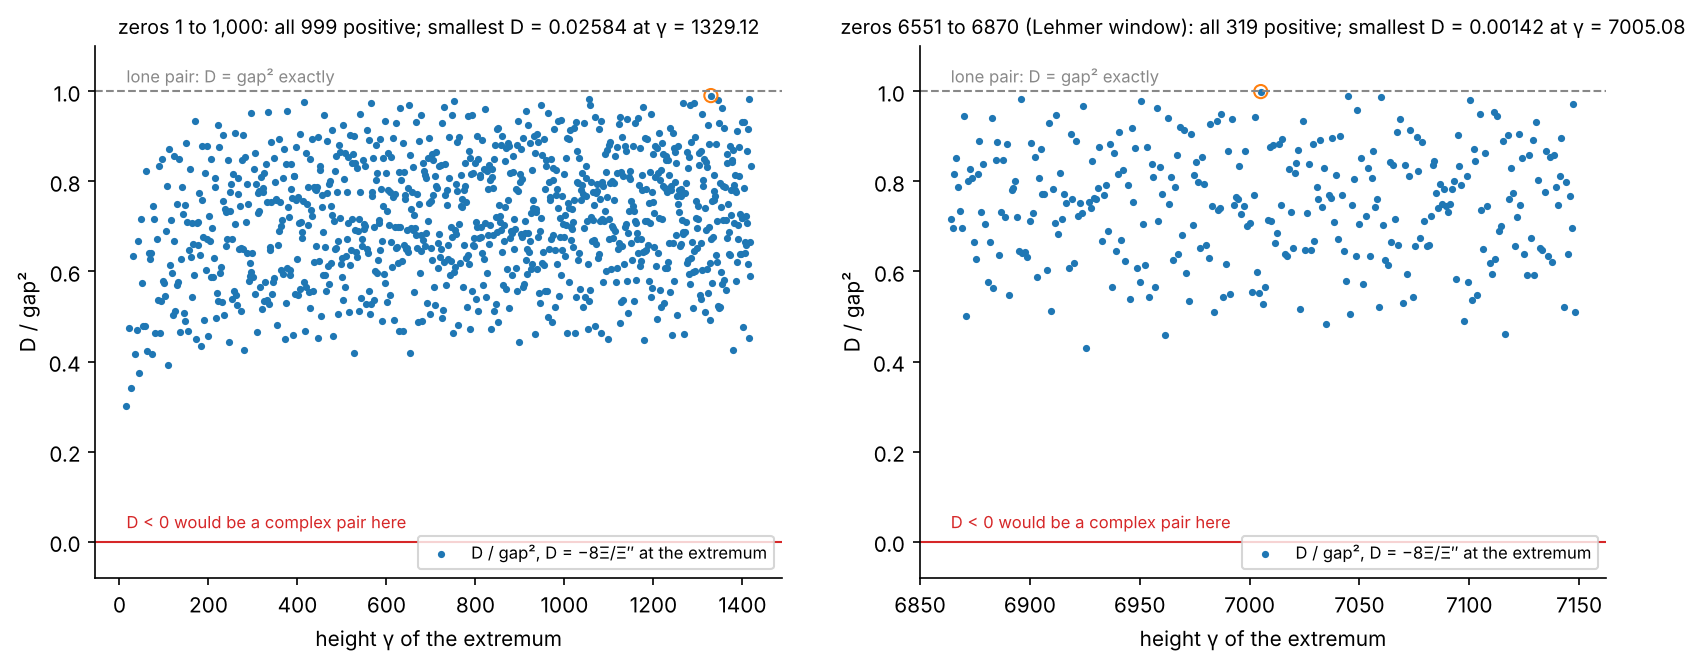 zeros 1 to 1,000: all 999 positive; smallest D = 0.02584 at γ = 1329.12
lone pair: D = gap² exactly
1.0
0.8
0.6
0.4
0.2
0.0
D / gap²
D < 0 would be a complex pair here
D / gap², D = −8Ξ/Ξ″ at the extremum
0 200 400 600 800 1000 1200 1400
height γ of the extremum
zeros 6551 to 6870 (Lehmer window): all 319 positive; smallest D = 0.00142 at γ = 7005.08
lone pair: D = gap² exactly
1.0
0.8
0.6
0.4
0.2
0.0
D / gap²
D < 0 would be a complex pair here
D / gap², D = −8Ξ/Ξ″ at the extremum
6850 6900 6950 7000 7050 7100 7150
height γ of the extremum